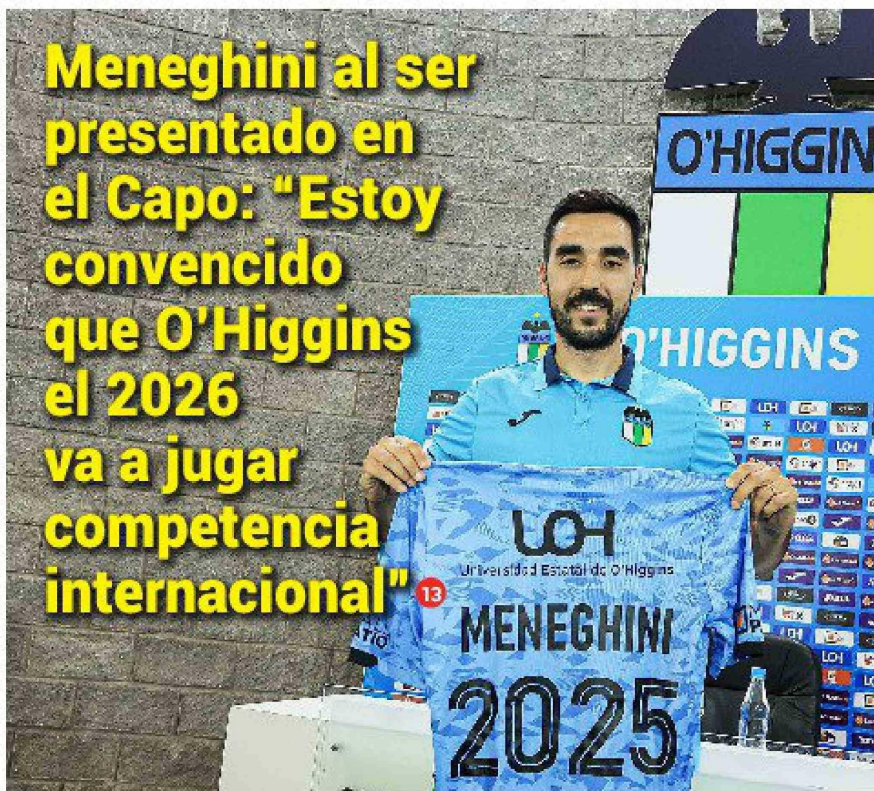 Meneghini al ser
presentado en
el Capo: “Estoy
convencido
que O’Higgins
el 2026
va a jugar
competencia
internacional”
13
O'HIGGIN
O'HIGGINS
UOH
Universidad Estatal de O'Higgins
MENEGHINI
2025